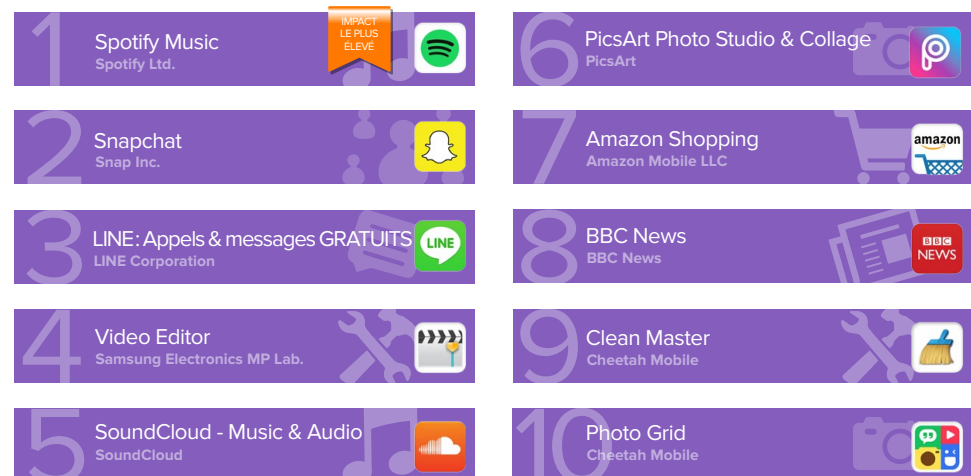 1
Spotify Music
Spotify Ltd.
IMPACT
LE PLUS
ÉLEVÉ
2
Snapchat
Snap Inc.
3
LINE: Appels & messages GRATUITS
LINE Corporation
LINE
4
Video Editor
Samsung Electronics MP Lab.
5
SoundCloud - Music & Audio
SoundCloud
6
PicsArt Photo Studio & Collage
PicsArt
7
Amazon Shopping
Amazon Mobile LLC
amazon
8
BBC News
BBC News
BBC
NEWS
9
Clean Master
Cheetah Mobile
10
Photo Grid
Cheetah Mobile